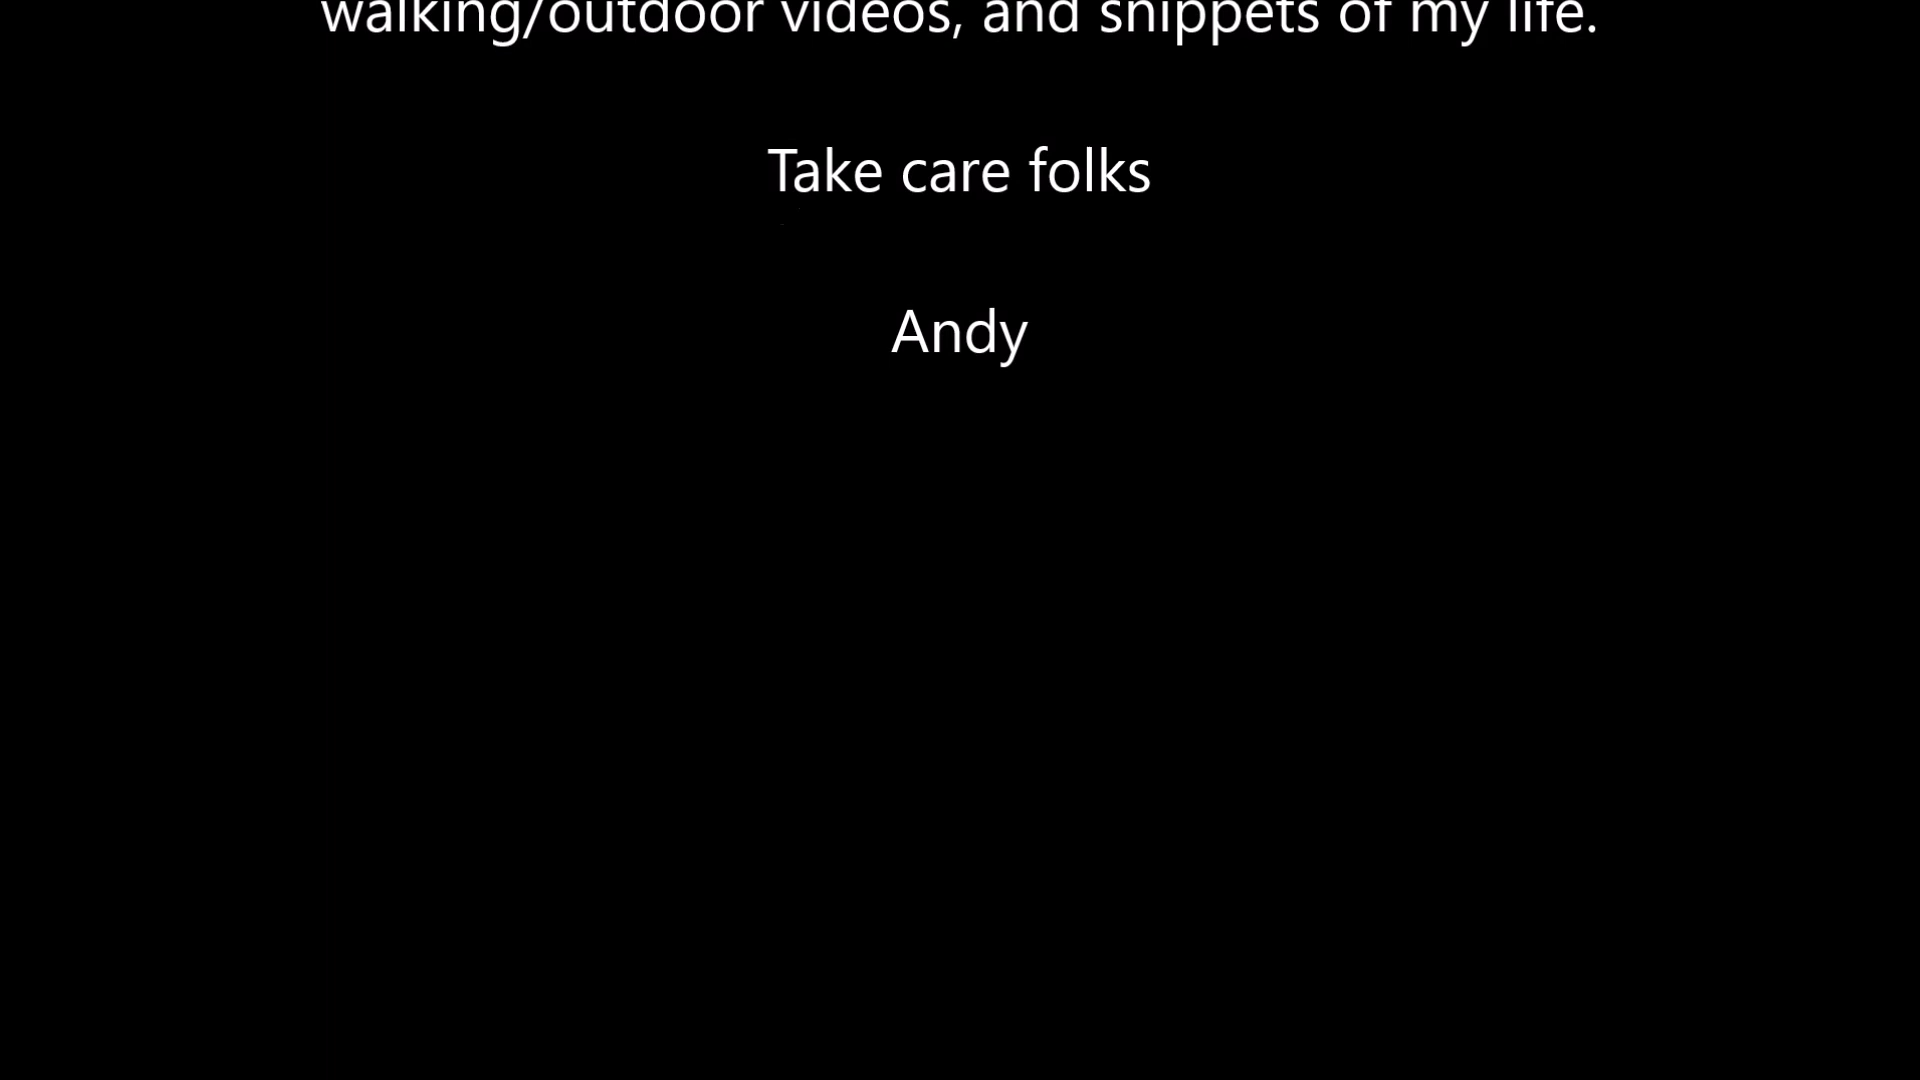 walking/outdoor videos, and snippets of my life.
Take care folks
Andy